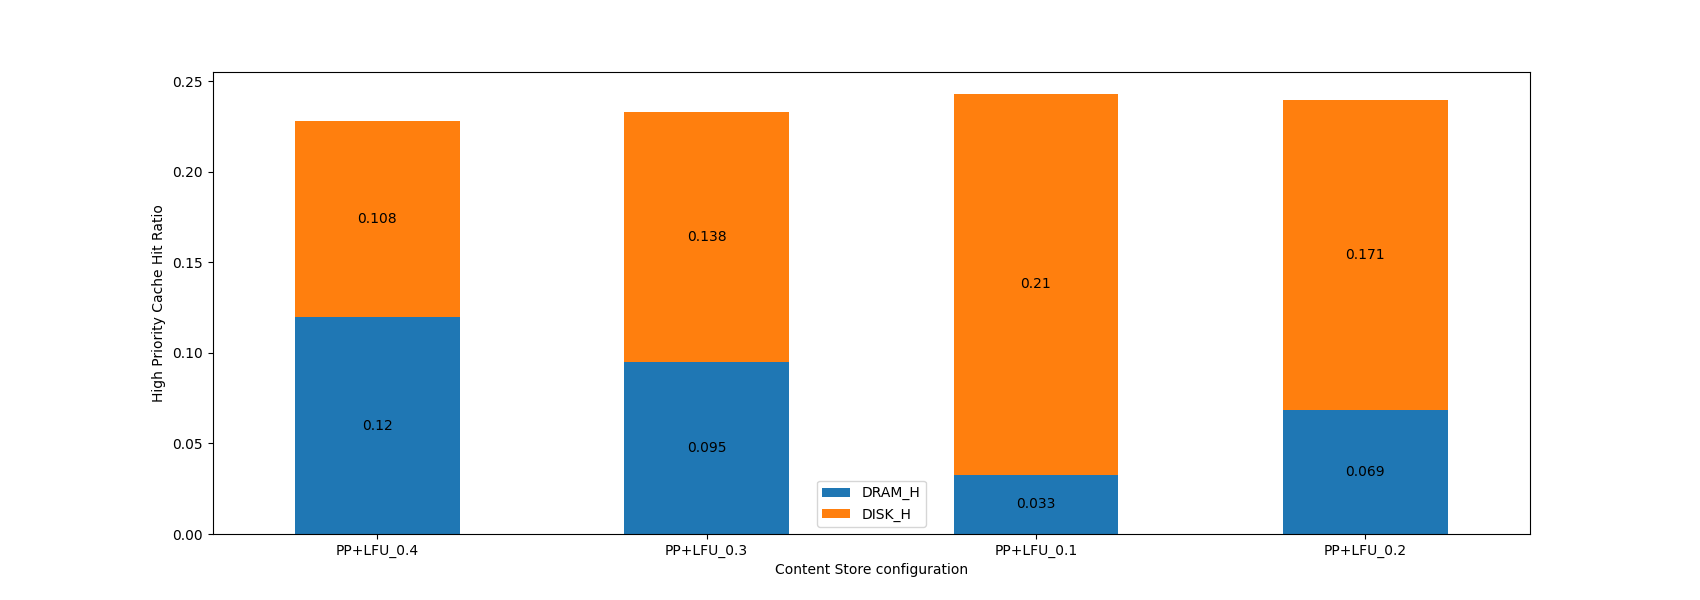 0.25
0.20
0.15
0.10
0.05
0.00
High Priority Cache Hit Ratio
0.108
0.12
0.138
0.095
0.21
0.033
0.171
0.069
DRAM_H
DISK_H
PP+LFU_0.4
PP+LFU_0.3
PP+LFU_0.1
PP+LFU_0.2
Content Store configuration